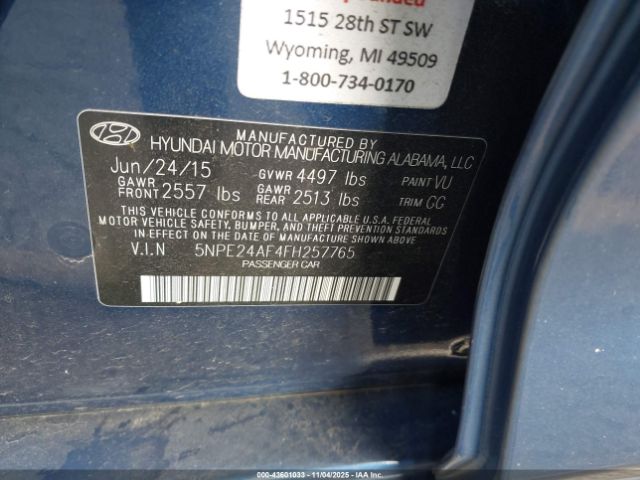 1515 28th ST SW
Wyoming, MI 49509
1-800-734-0170
MANUFACTURED BY
HYUNDAI MOTOR MANUFACTURING ALABAMA, LLC
Jun/24/15 GVWR 4497 lbs PAINT VU
GAWR FRONT 2557 lbs GAWR REAR 2513 lbs TRIM GG
THIS VEHICLE CONFORMS TO ALL APPLICABLE U.S.A. FEDERAL
MOTOR VEHICLE SAFETY, BUMPER, AND THEFT PREVENTION STANDARDS
IN EFFECT ON THE DATE OF MANUFACTURE SHOWN ABOVE.
V.I.N 5NPE24AF4FH257765
PASSENGER CAR
000-43601033 - 11/04/2025 - COPYRIGHT IAA, LLC